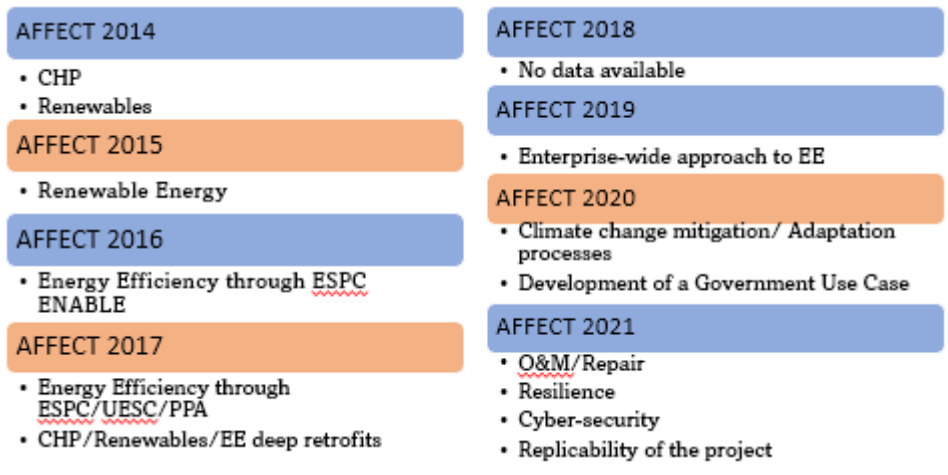 AFFECT 2014
• CHP
• Renewables
AFFECT 2015
• Renewable Energy
AFFECT 2016
• Energy Efficiency through ESPC
ENABLE
AFFECT 2017
• Energy Efficiency through
ESPC/UESC/PPA
• CHP/Renewables/EE deep retrofits
AFFECT 2018
• No data available
AFFECT 2019
• Enterprise-wide approach to EE
AFFECT 2020
• Climate change mitigation/ Adaptation
processes
• Development of a Government Use Case
AFFECT 2021
• O&M/Repair
• Resilience
• Cyber-security
• Replicability of the project